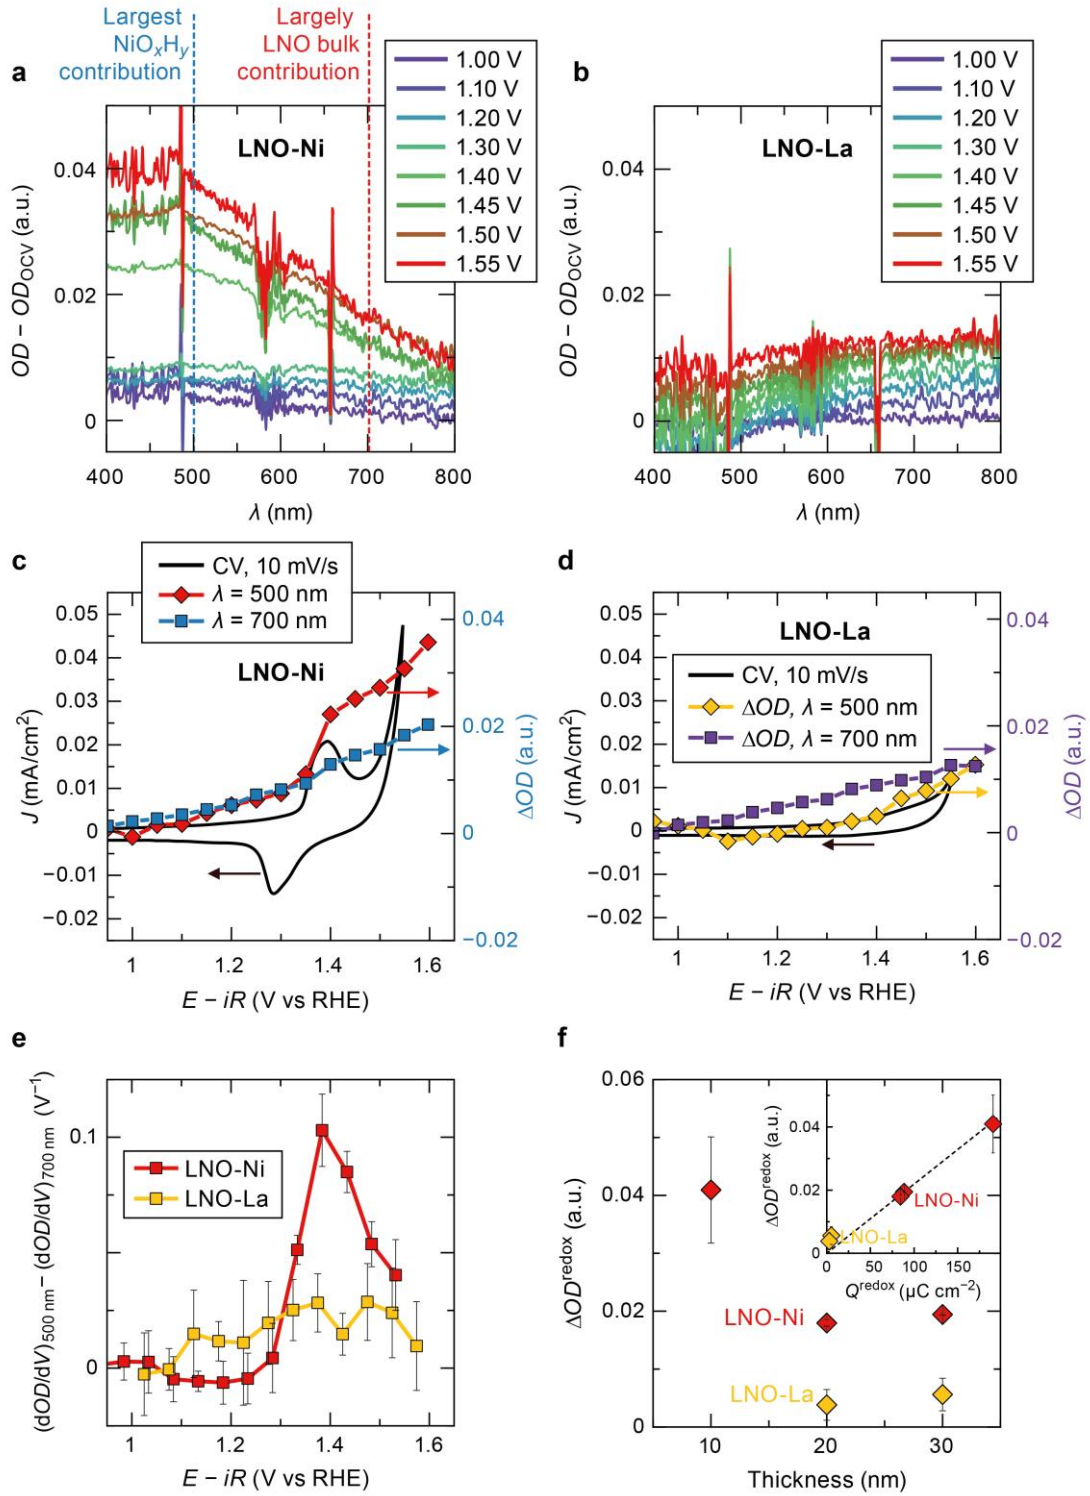 Largest
NiOxHy
contribution
Largely
LNO bulk
contribution
a
LNO-Ni
1.00 V
1.10 V
1.20 V
1.30 V
1.40 V
1.45 V
1.50 V
1.55 V
OD − OD_OCV (a.u.)
0.04
0.02
0
400 500 600 700 800
λ (nm)
b
LNO-La
1.00 V
1.10 V
1.20 V
1.30 V
1.40 V
1.45 V
1.50 V
1.55 V
OD − OD_OCV (a.u.)
0.04
0.02
0
400 500 600 700 800
λ (nm)
c
CV, 10 mV/s
λ = 500 nm
λ = 700 nm
LNO-Ni
J (mA/cm²)
0.05
0.04
0.03
0.02
0.01
0
−0.01
−0.02
0.04
0.02
0
−0.02
ΔOD (a.u.)
1 1.2 1.4 1.6
E − iR (V vs RHE)
d
LNO-La
CV, 10 mV/s
ΔOD, λ = 500 nm
ΔOD, λ = 700 nm
J (mA/cm²)
0.05
0.04
0.03
0.02
0.01
0
−0.01
−0.02
0.04
0.02
0
−0.02
ΔOD (a.u.)
1 1.2 1.4 1.6
E − iR (V vs RHE)
e
LNO-Ni
LNO-La
(dOD/dV)500 nm − (dOD/dV)700 nm (V⁻¹)
0.1
0
1 1.2 1.4 1.6
E − iR (V vs RHE)
f
ΔOD^redox (a.u.)
0.06
0.04
0.02
0
LNO-Ni
LNO-La
10 20 30
Thickness (nm)
ΔOD^redox (a.u.)
0.04
0.02
0
LNO-Ni
LNO-La
0 50 100 150
Q^redox (µC cm⁻²)